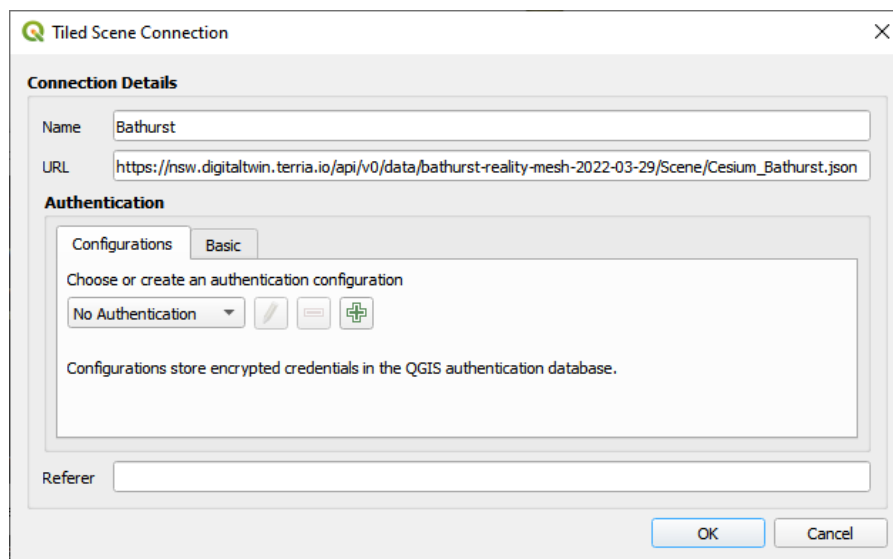 Tiled Scene Connection
Connection Details
Name Bathurst
URL https://nsw.digitaltwin.terria.io/api/v0/data/bathurst-reality-mesh-2022-03-29/Scene/Cesium_Bathurst.json
Authentication
Configurations Basic
Choose or create an authentication configuration
No Authentication
Configurations store encrypted credentials in the QGIS authentication database.
Referer
OK Cancel